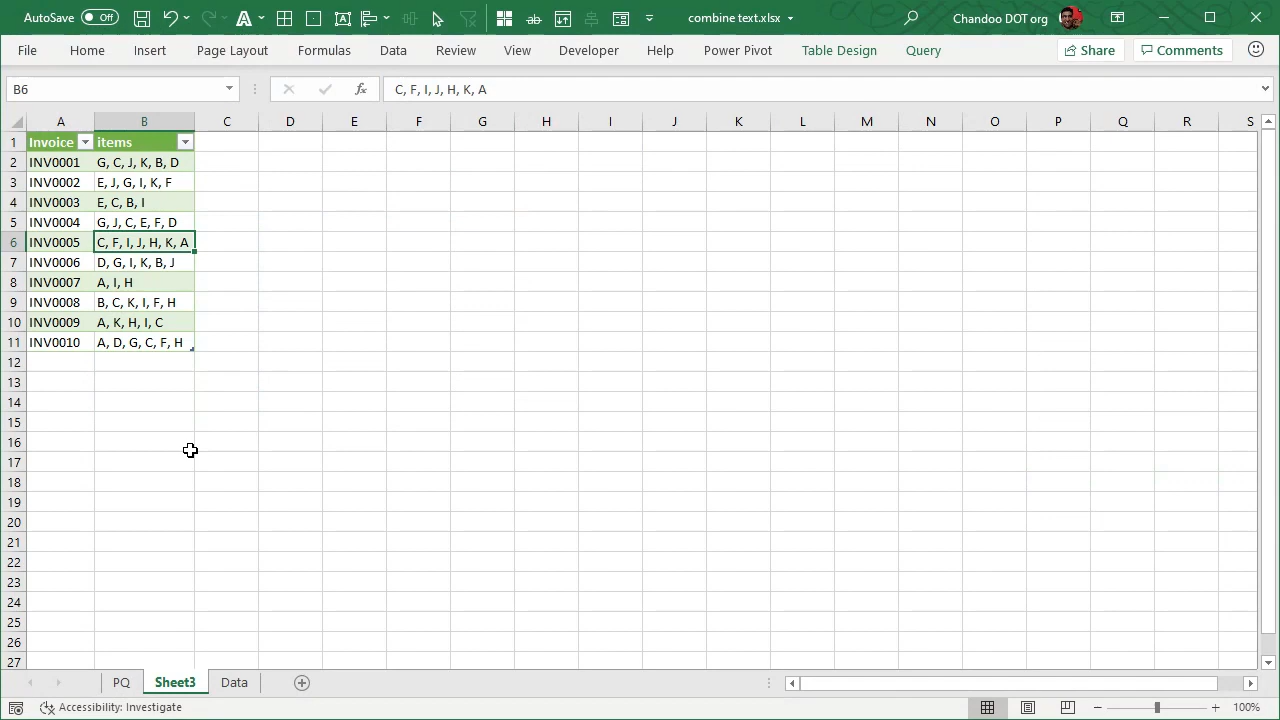 AutoSave Off combine text.xlsx Chandoo DOT org
File Home Insert Page Layout Formulas Data Review View Developer Help Power Pivot Table Design Query Share Comments
B6 fx C, F, I, J, H, K, A
A B C D E F G H I J K L M N O P Q R S
1 Invoice items
2 INV0001 G, C, J, K, B, D
3 INV0002 E, J, G, I, K, F
4 INV0003 E, C, B, I
5 INV0004 G, J, C, E, F, D
6 INV0005 C, F, I, J, H, K, A
7 INV0006 D, G, I, K, B, J
8 INV0007 A, I, H
9 INV0008 B, C, K, I, F, H
10 INV0009 A, K, H, I, C
11 INV0010 A, D, G, C, F, H
12
13
14
15
16
17
18
19
20
21
22
23
24
25
26
27
PQ Sheet3 Data
Accessibility: Investigate 100%